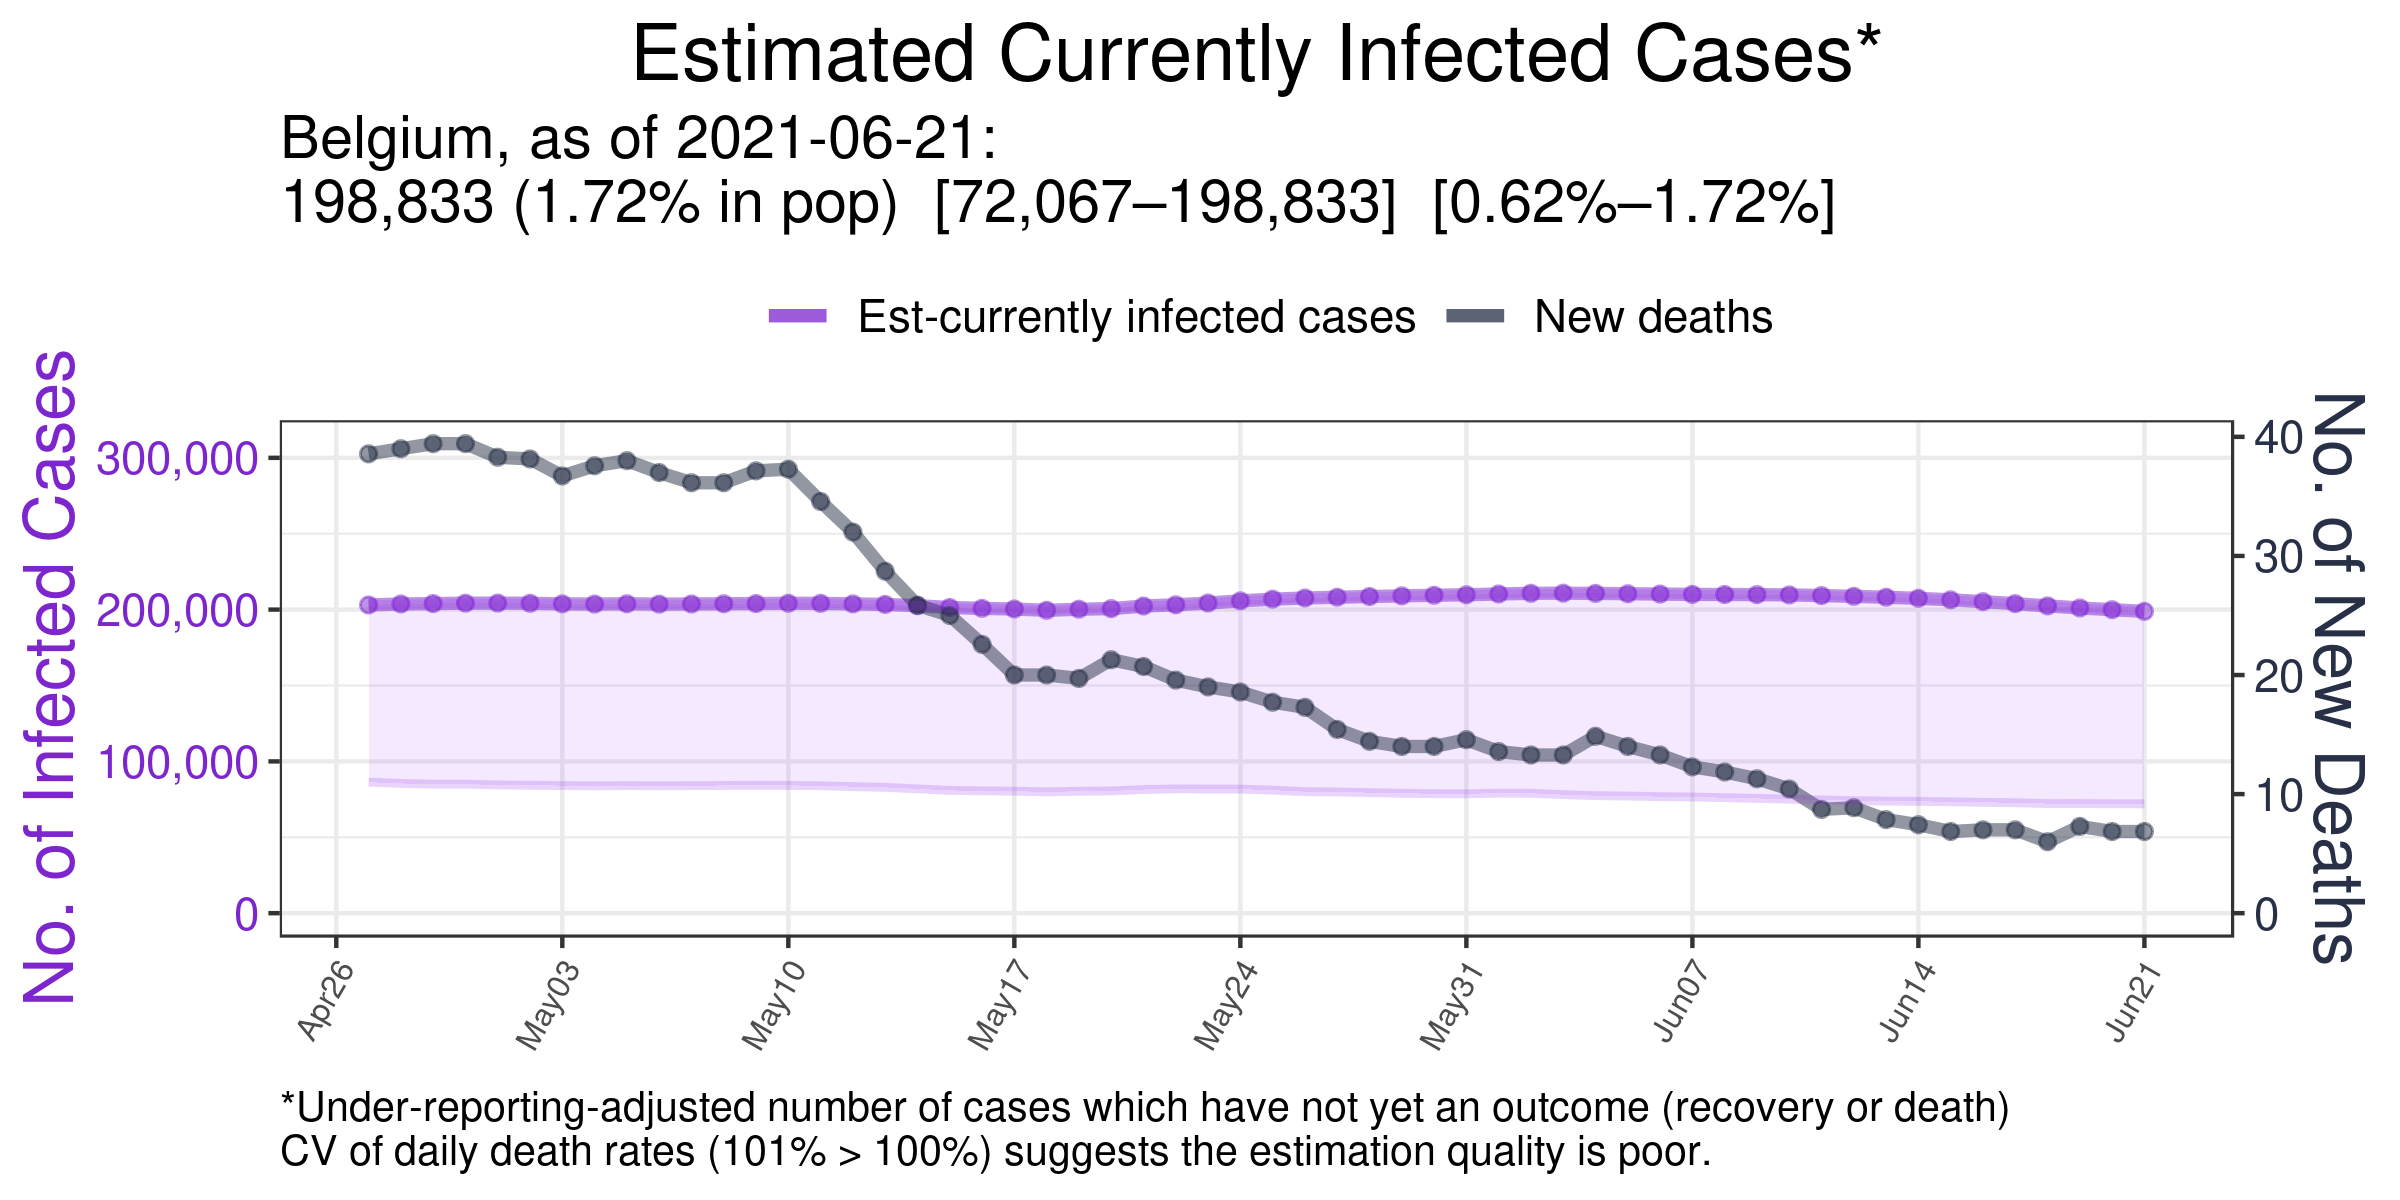 Estimated Currently Infected Cases*
Belgium, as of 2021-06-21:
198,833 (1.72% in pop) [72,067–198,833] [0.62%–1.72%]
Est-currently infected cases
New deaths
No. of Infected Cases
300,000
200,000
100,000
0
40
30
20
10
0
No. of New Deaths
Apr26
May03
May10
May17
May24
May31
Jun07
Jun14
Jun21
*Under-reporting-adjusted number of cases which have not yet an outcome (recovery or death)
CV of daily death rates (101% > 100%) suggests the estimation quality is poor.